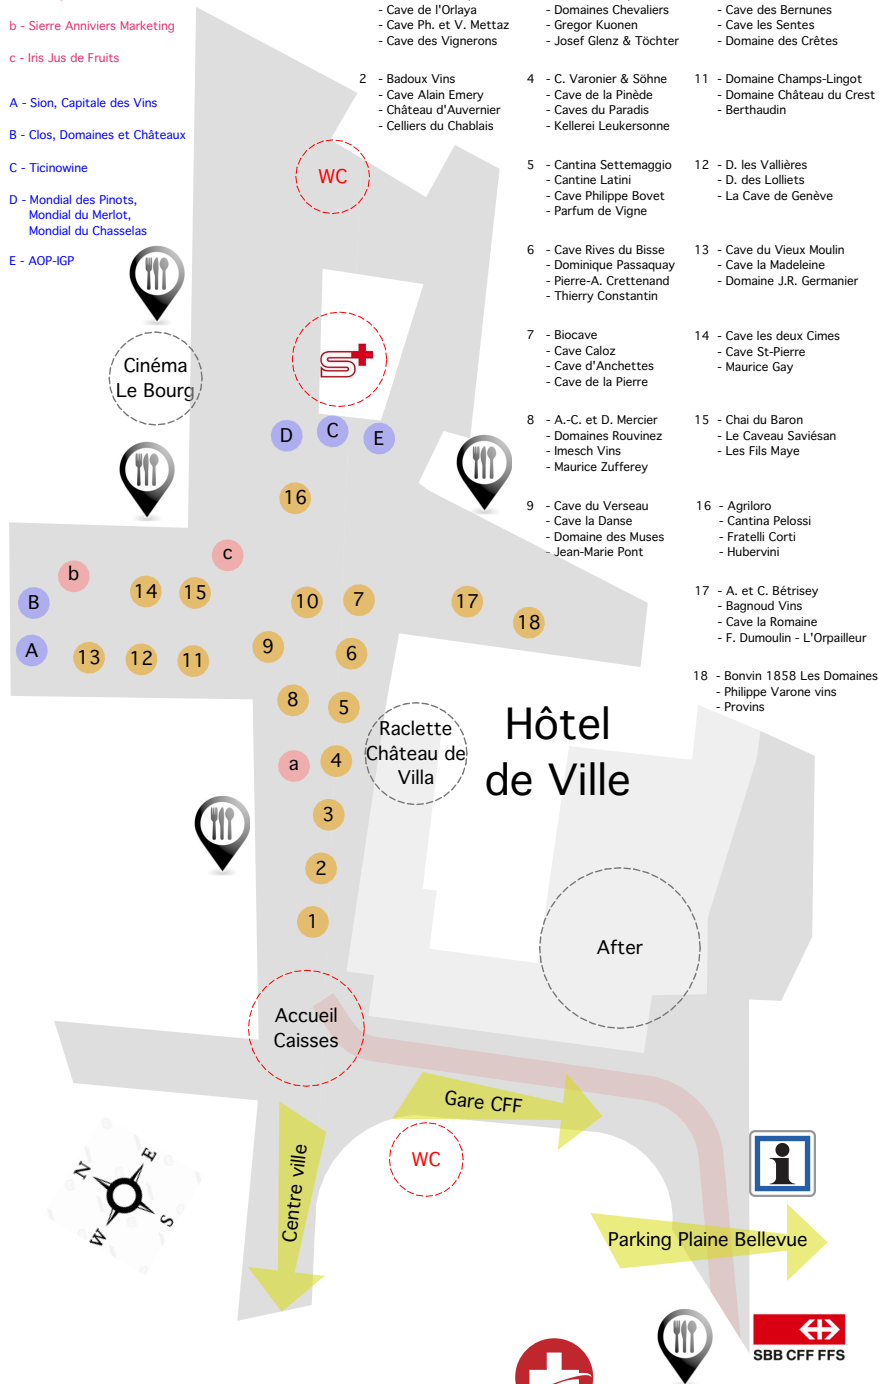 b - Sierre Anniviers Marketing
c - Iris Jus de Fruits
A - Sion, Capitale des Vins
B - Clos, Domaines et Châteaux
C - Ticinowine
D - Mondial des Pinots,
Mondial du Merlot,
Mondial du Chasselas
E - AOP-IGP
- Cave de l'Orlaya
- Cave Ph. et V. Mettaz
- Cave des Vignerons
2 - Badoux Vins
- Cave Alain Emery
- Château d'Auvernier
- Celliers du Chablais
- Domaines Chevaliers
- Gregor Kuonen
- Josef Glenz & Töchter
4 - C. Varonier & Söhne
- Cave de la Pinède
- Caves du Paradis
- Kellerei Leukersonne
5 - Cantina Settemaggio
- Cantine Latini
- Cave Philippe Bovet
- Parfum de Vigne
6 - Cave Rives du Bisse
- Dominique Passaquay
- Pierre-A. Crettenand
- Thierry Constantin
7 - Biocave
- Cave Caloz
- Cave d'Anchettes
- Cave de la Pierre
8 - A.-C. et D. Mercier
- Domaines Rouvinez
- Imesch Vins
- Maurice Zufferey
9 - Cave du Verseau
- Cave la Danse
- Domaine des Muses
- Jean-Marie Pont
- Cave des Bernunes
- Cave les Sentes
- Domaine des Crêtes
11 - Domaine Champs-Lingot
- Domaine Château du Crest
- Berthaudin
12 - D. les Vallières
- D. des Lolliets
- La Cave de Genève
13 - Cave du Vieux Moulin
- Cave la Madeleine
- Domaine J.R. Germanier
14 - Cave les deux Cimes
- Cave St-Pierre
- Maurice Gay
15 - Chai du Baron
- Le Caveau Saviésan
- Les Fils Maye
16 - Agriloro
- Cantina Pelossi
- Fratelli Corti
- Hubervini
17 - A. et C. Bétrisey
- Bagnoud Vins
- Cave la Romaine
- F. Dumoulin - L'Orpailleur
18 - Bonvin 1858 Les Domaines
- Philippe Varone vins
- Provins
WC
Cinéma
Le Bourg
S
D
C
E
16
c
b
B
14
15
10
7
17
18
A
13
12
11
9
6
8
5
a
4
3
2
1
Raclette
Château de
Villa
Hôtel
de Ville
After
Accueil
Caisses
Gare CFF
Centre ville
WC
i
Parking Plaine Bellevue
N
E
S
W
SBB CFF FFS